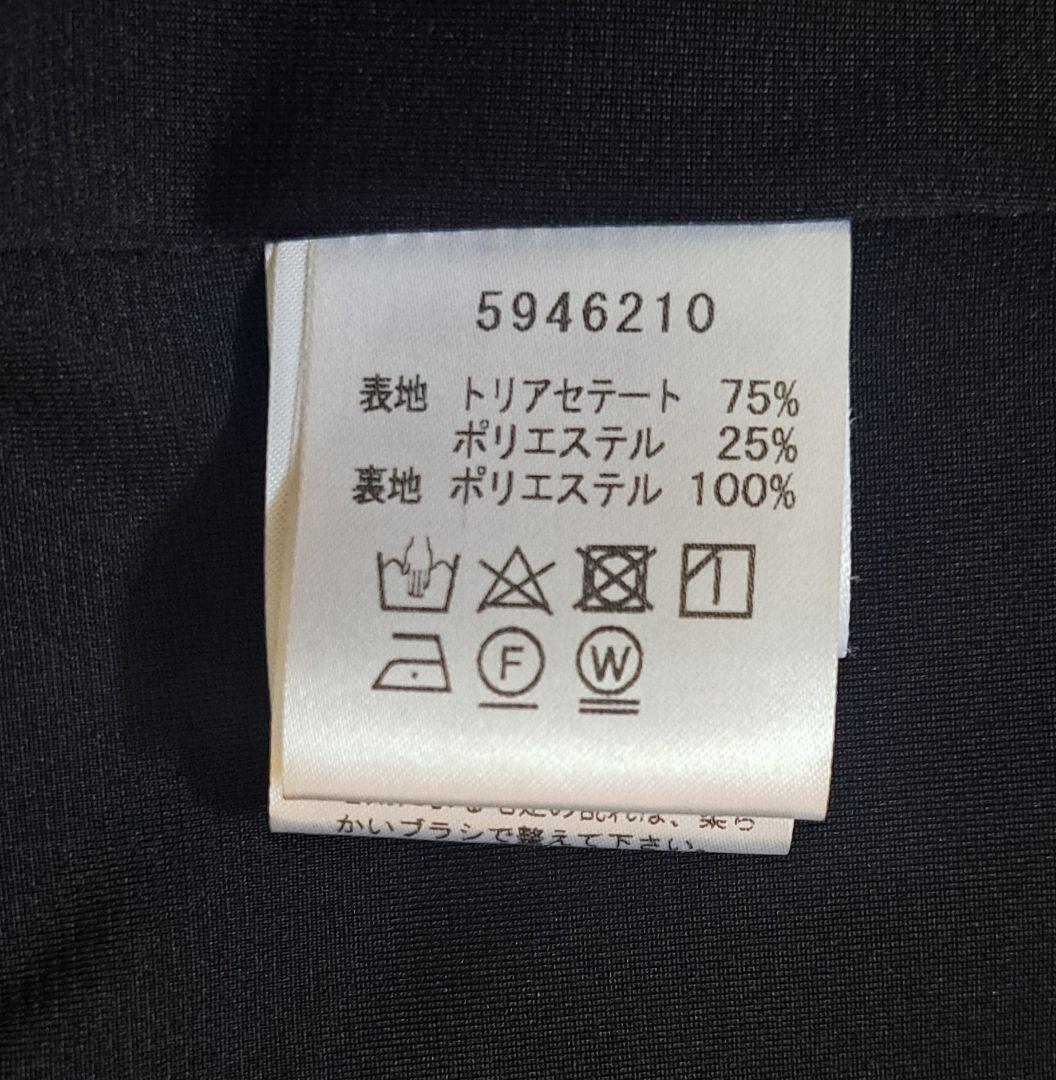 5946210
表地 トリアセテート 75%
ポリエステル 25%
裏地 ポリエステル 100%
F
W
かいブラシで整えて下さい。